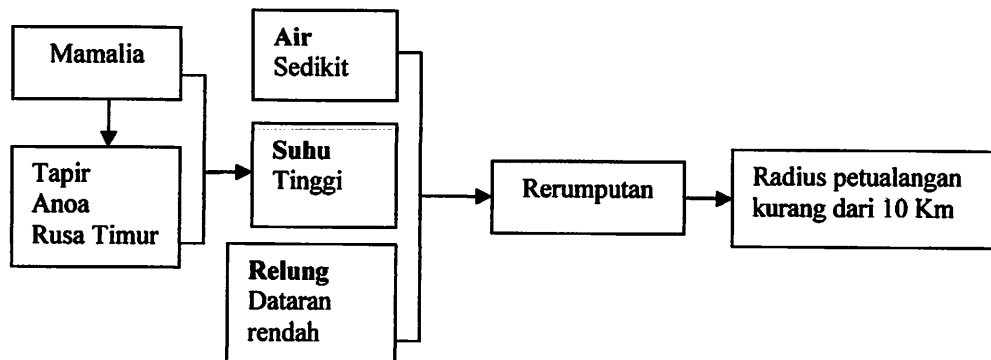 Mamalia
Tapir
Anoa
Rusa Timur
Air
Sedikit
Suhu
Tinggi
Relung
Dataran
rendah
Rerumputan
Radius petualangan
kurang dari 10 Km